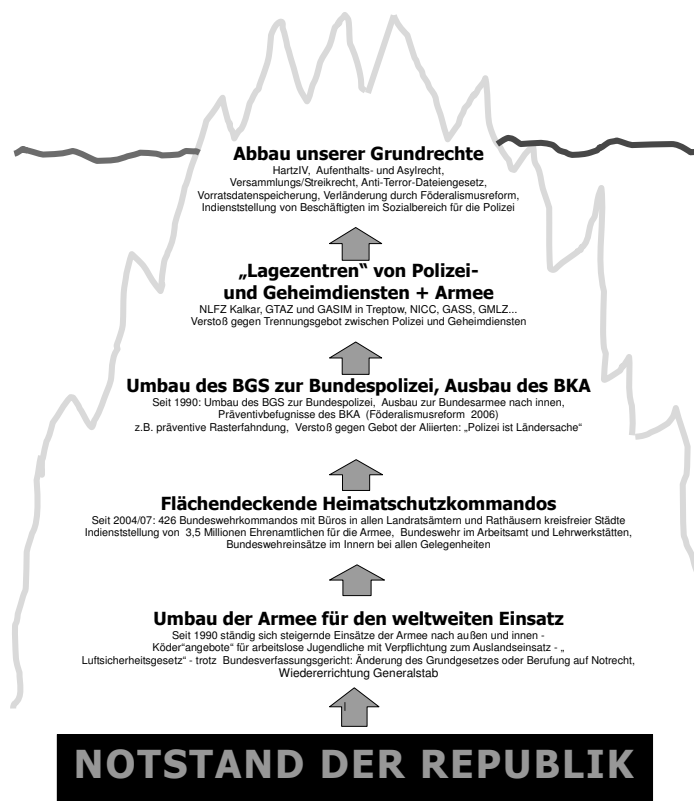 Abbau unserer Grundrechte
HartzIV, Aufenthalts- und Asylrecht,
Versammlungs/Streikrecht, Anti-Terror-Dateiengesetz,
Vorratsdatenspeicherung, Verländerung durch Föderalismusreform,
Indienststellung von Beschäftigten im Sozialbereich für die Polizei
„Lagezentren“ von Polizei-
und Geheimdiensten + Armee
NLFZ Kalkar, GTAZ und GASIM in Treptow, NICC, GASS, GMLZ...
Verstoß gegen Trennungsgebot zwischen Polizei und Geheimdiensten
Umbau des BGS zur Bundespolizei, Ausbau des BKA
Seit 1990: Umbau des BGS zur Bundespolizei, Ausbau zur Bundesarmee nach innen,
Präventivbefugnisse des BKA (Föderalismusreform 2006)
z.B. präventive Rasterfahndung, Verstoß gegen Gebot der Aliierten: „Polizei ist Ländersache“
Flächendeckende Heimatschutzkommandos
Seit 2004/07: 426 Bundeswehrkommandos mit Büros in allen Landratsämtern und Rathäusern kreisfreier Städte
Indienststellung von 3,5 Millionen Ehrenamtlichen für die Armee, Bundeswehr im Arbeitsamt und Lehrwerkstätten,
Bundeswehreinsätze im Innern bei allen Gelegenheiten
Umbau der Armee für den weltweiten Einsatz
Seit 1990 ständig sich steigernde Einsätze der Armee nach außen und innen -
Köder“angebote“ für arbeitslose Jugendliche mit Verpflichtung zum Auslandseinsatz - „
Luftsicherheitsgesetz“ - trotz Bundesverfassungsgericht: Änderung des Grundgesetzes oder Berufung auf Notrecht,
Wiedererrichtung Generalstab
NOTSTAND DER REPUBLIK